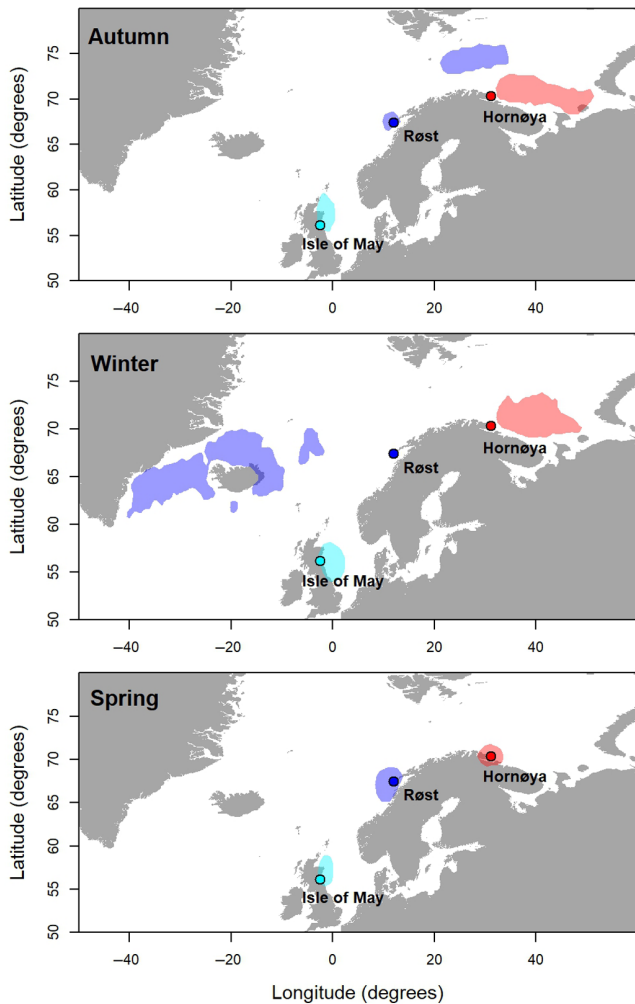 Autumn
Latitude (degrees)
75
70
65
60
55
50
Hornøya
Røst
Isle of May
−40
−20
0
20
40
Winter
Latitude (degrees)
75
70
65
60
55
50
Hornøya
Røst
Isle of May
−40
−20
0
20
40
Spring
Latitude (degrees)
75
70
65
60
55
50
Hornøya
Røst
Isle of May
−40
−20
0
20
40
Longitude (degrees)